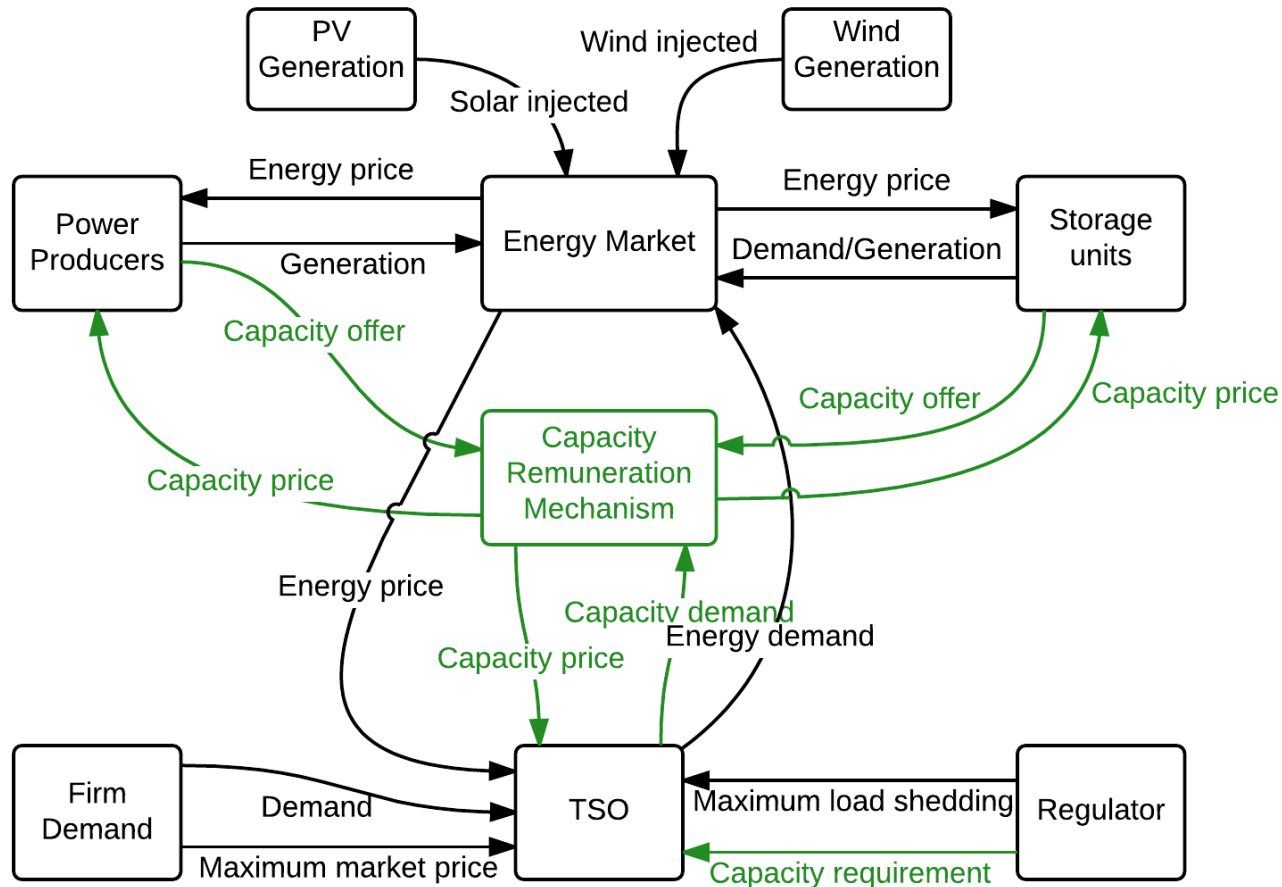 PV
Generation
Wind injected
Wind
Generation
Solar injected
Energy price
Energy price
Power
Producers
Energy Market
Storage
units
Generation
Demand/Generation
Capacity offer
Capacity offer
Capacity price
Capacity
Remuneration
Mechanism
Capacity price
Energy price
Capacity demand
Energy demand
Capacity price
Firm
Demand
Demand
TSO
Maximum load shedding
Regulator
Maximum market price
Capacity requirement